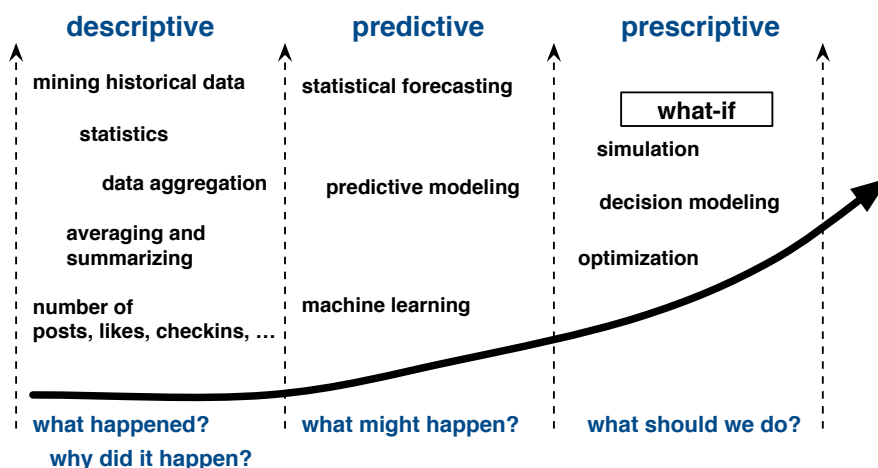 descriptive
mining historical data
statistics
data aggregation
averaging and
summarizing
number of
posts, likes, checkins, …
what happened?
why did it happen?
predictive
statistical forecasting
predictive modeling
machine learning
what might happen?
prescriptive
what-if
simulation
decision modeling
optimization
what should we do?